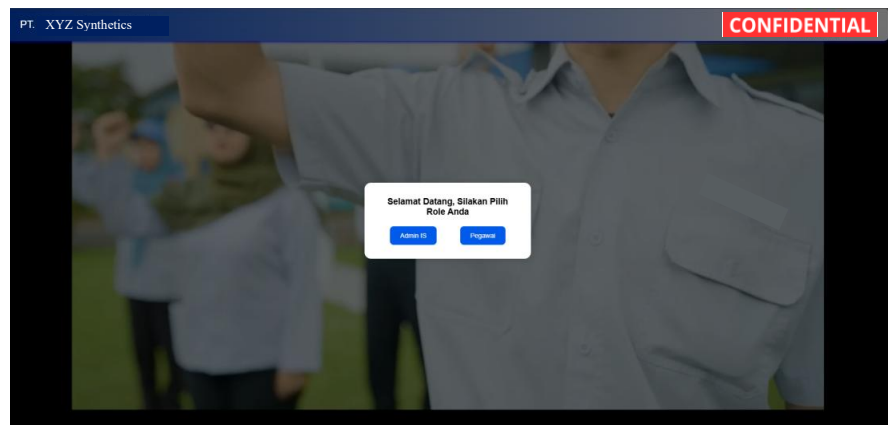 PT. XYZ Synthetics
CONFIDENTIAL
Selamat Datang, Silakan Pilih
Role Anda
Admin IS
Pegawai